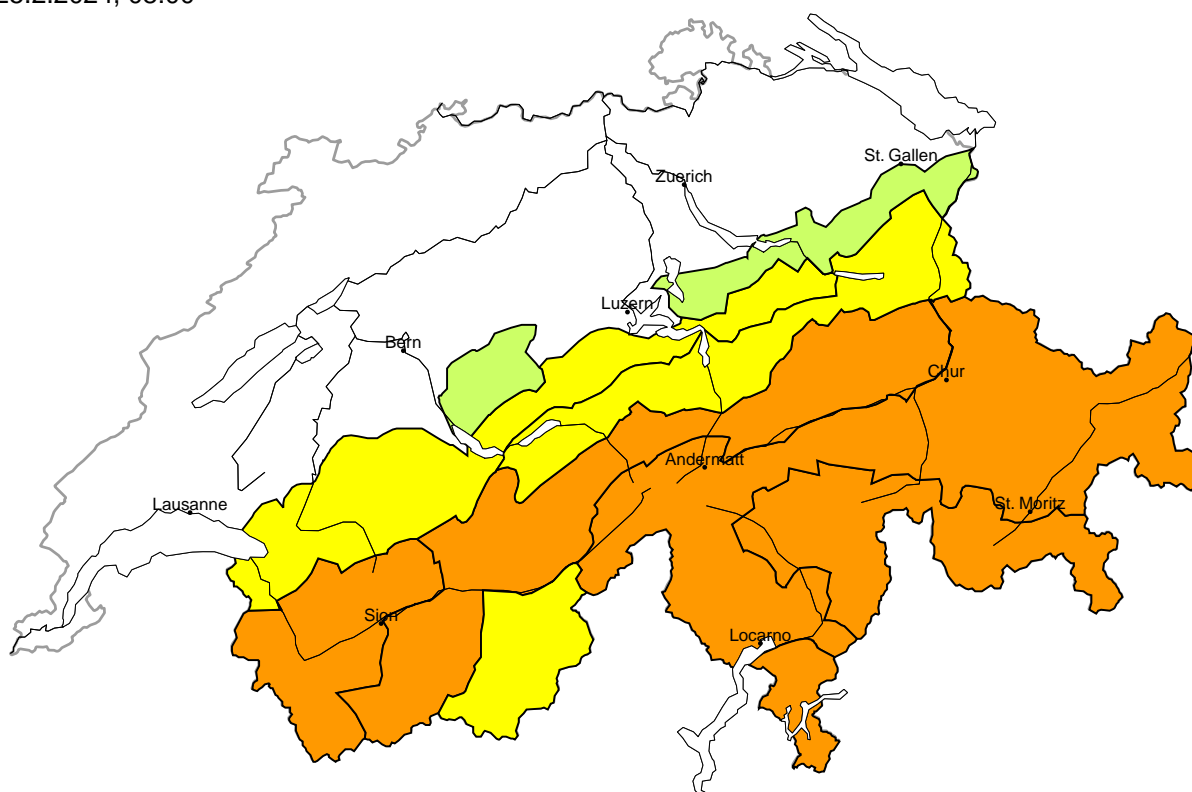 St. Gallen
Zuerich
Luzern
Bern
Chur
Andermatt
Lausanne
St. Moritz
Sion
Locarno